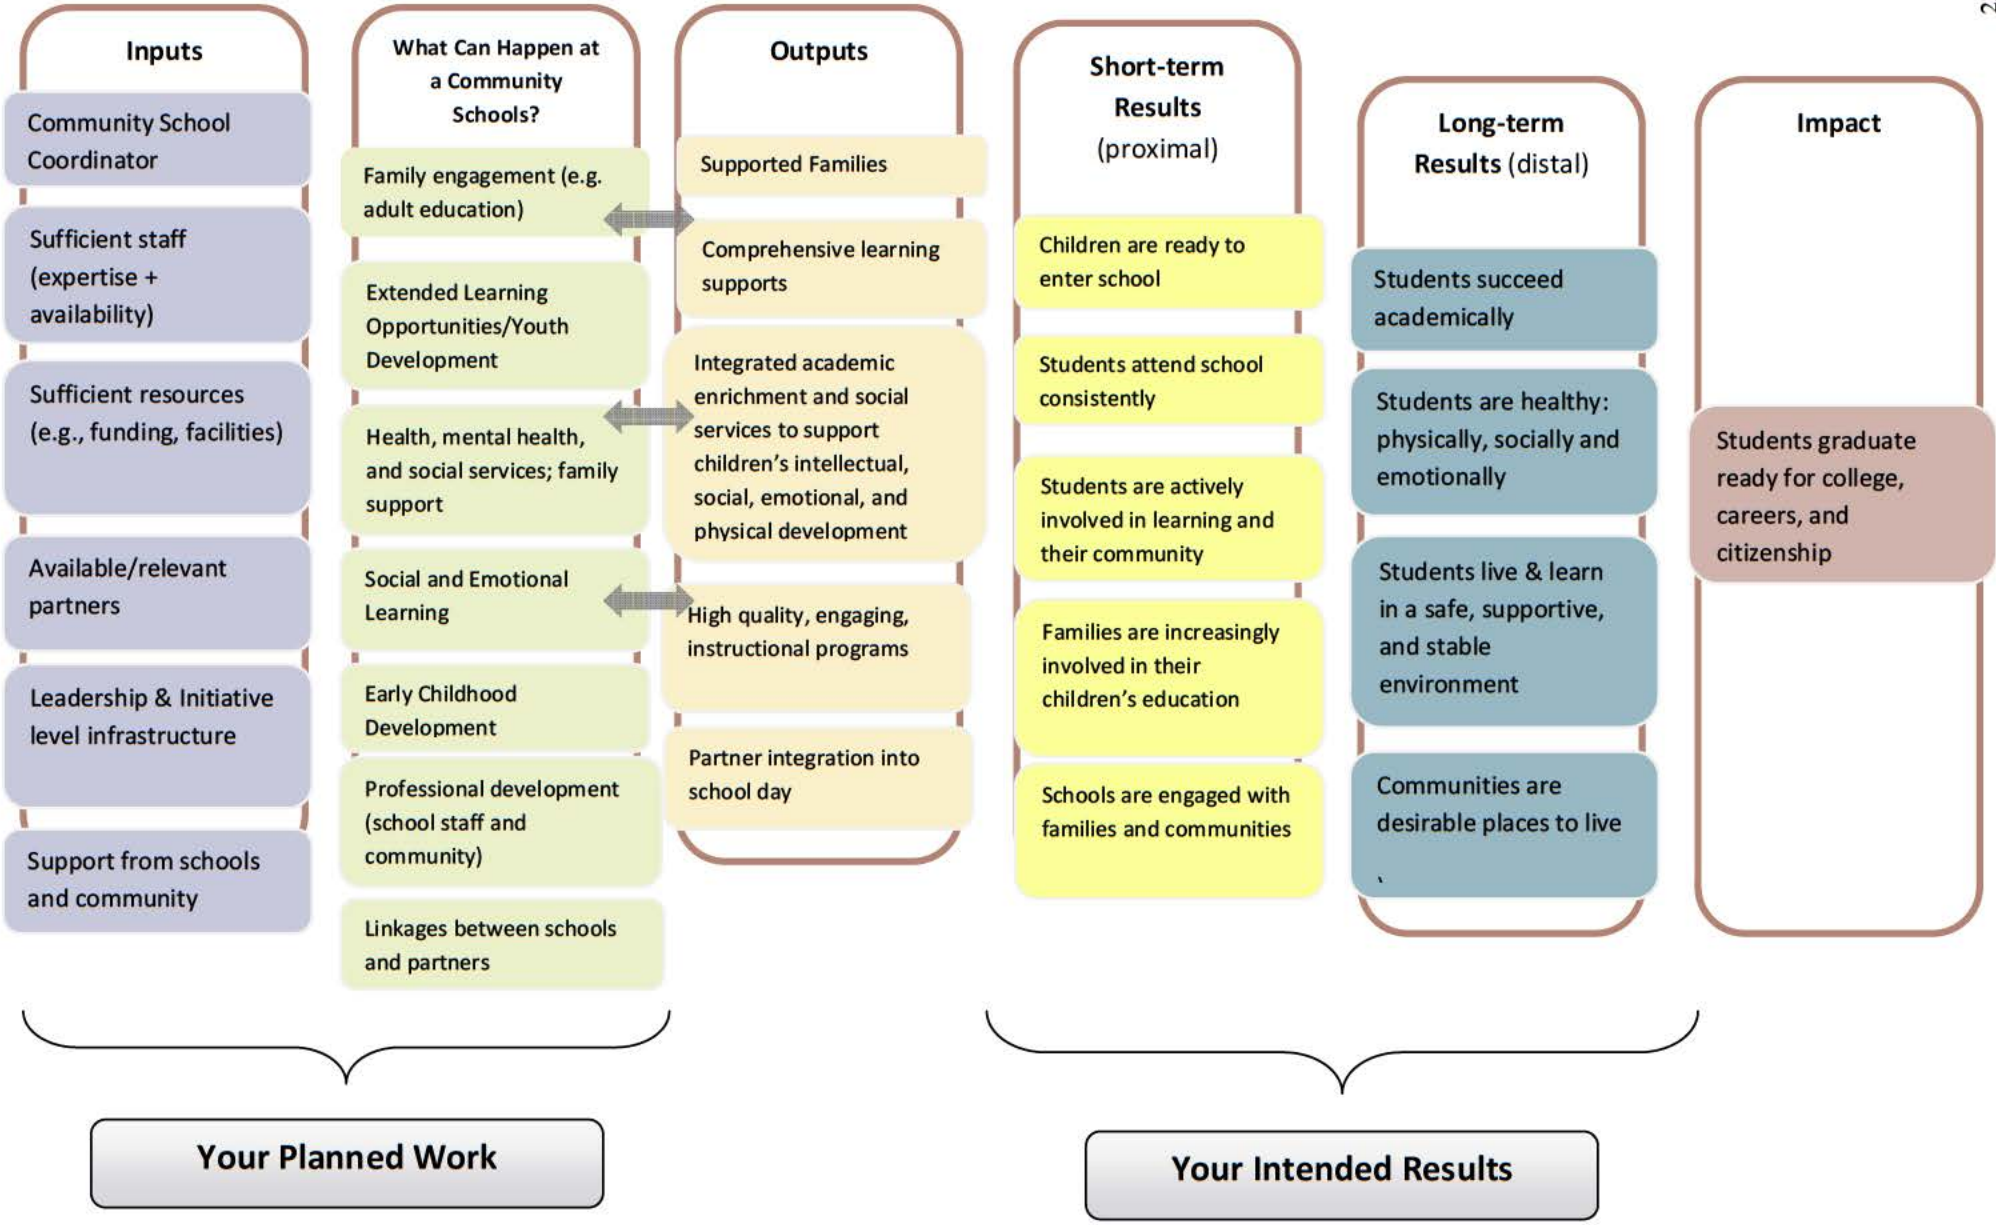 2
Inputs
Community School
Coordinator
Sufficient staff
(expertise +
availability)
Sufficient resources
(e.g., funding, facilities)
Available/relevant
partners
Leadership & Initiative
level infrastructure
Support from schools
and community
What Can Happen at
a Community
Schools?
Family engagement (e.g.
adult education)
Extended Learning
Opportunities/Youth
Development
Health, mental health,
and social services; family
support
Social and Emotional
Learning
Early Childhood
Development
Professional development
(school staff and
community)
Linkages between schools
and partners
Outputs
Supported Families
Comprehensive learning
supports
Integrated academic
enrichment and social
services to support
children’s intellectual,
social, emotional, and
physical development
High quality, engaging,
instructional programs
Partner integration into
school day
Short-term
Results
(proximal)
Children are ready to
enter school
Students attend school
consistently
Students are actively
involved in learning and
their community
Families are increasingly
involved in their
children’s education
Schools are engaged with
families and communities
Long-term
Results (distal)
Students succeed
academically
Students are healthy:
physically, socially and
emotionally
Students live & learn
in a safe, supportive,
and stable
environment
Communities are
desirable places to live
`
Impact
Students graduate
ready for college,
careers, and
citizenship
Your Planned Work
Your Intended Results